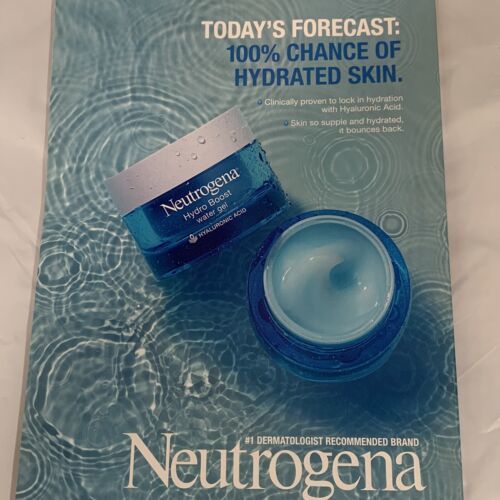 TODAY'S FORECAST:
100% CHANCE OF
HYDRATED SKIN.
Clinically proven to lock in hydration
with Hyaluronic Acid.
Skin so supple and hydrated,
it bounces back.
Neutrogena
Hydro Boost
water gel
HYALURONIC ACID
#1 DERMATOLOGIST RECOMMENDED BRAND
Neutrogena